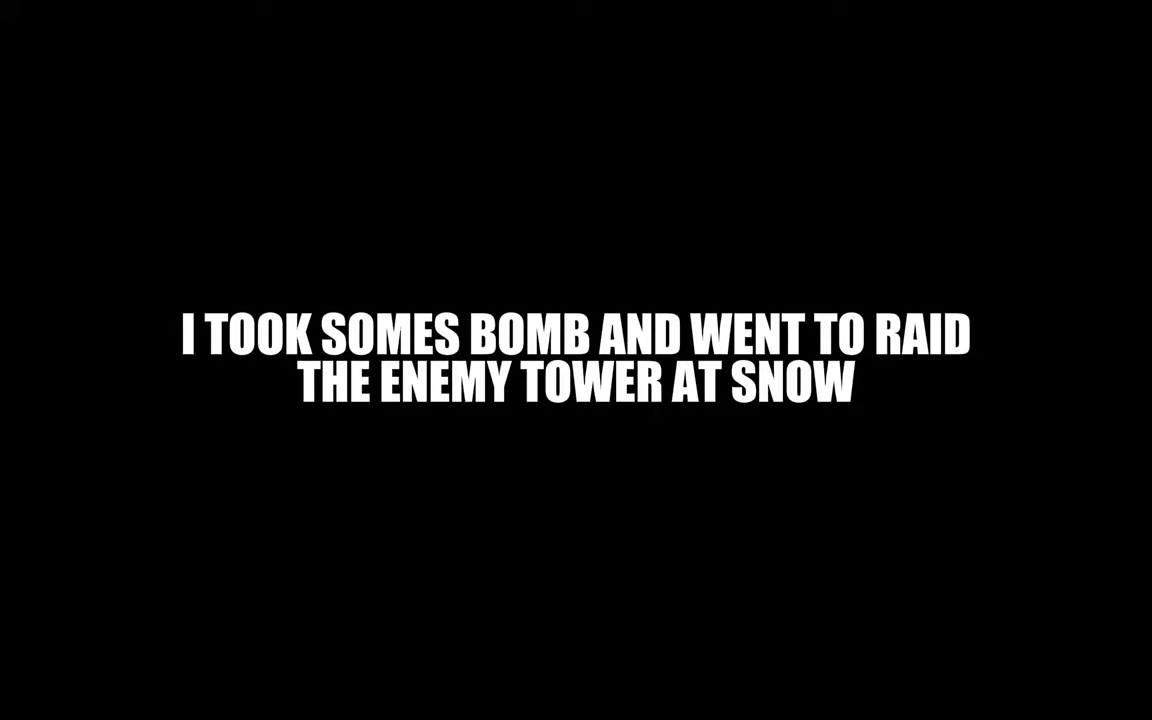 I TOOK SOMES BOMB AND WENT TO RAID
THE ENEMY TOWER AT SNOW